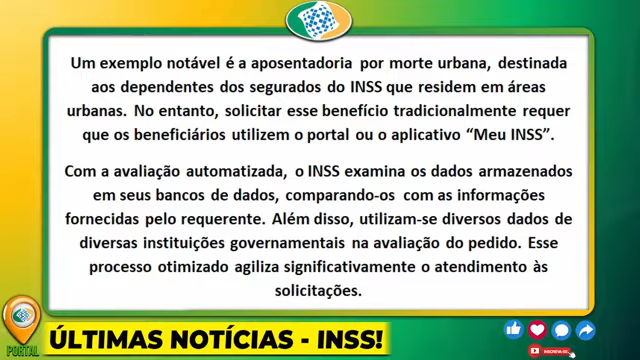 Um exemplo notável é a aposentadoria por morte urbana, destinada
aos dependentes dos segurados do INSS que residem em áreas
urbanas. No entanto, solicitar esse benefício tradicionalmente requer
que os beneficiários utilizem o portal ou o aplicativo “Meu INSS”.
Com a avaliação automatizada, o INSS examina os dados armazenados
em seus bancos de dados, comparando-os com as informações
fornecidas pelo requerente. Além disso, utilizam-se diversos dados de
diversas instituições governamentais na avaliação do pedido. Esse
processo otimizado agiliza significativamente o atendimento às
solicitações.
ÚLTIMAS NOTÍCIAS - INSS!
PORTAL
INSCREVA-SE